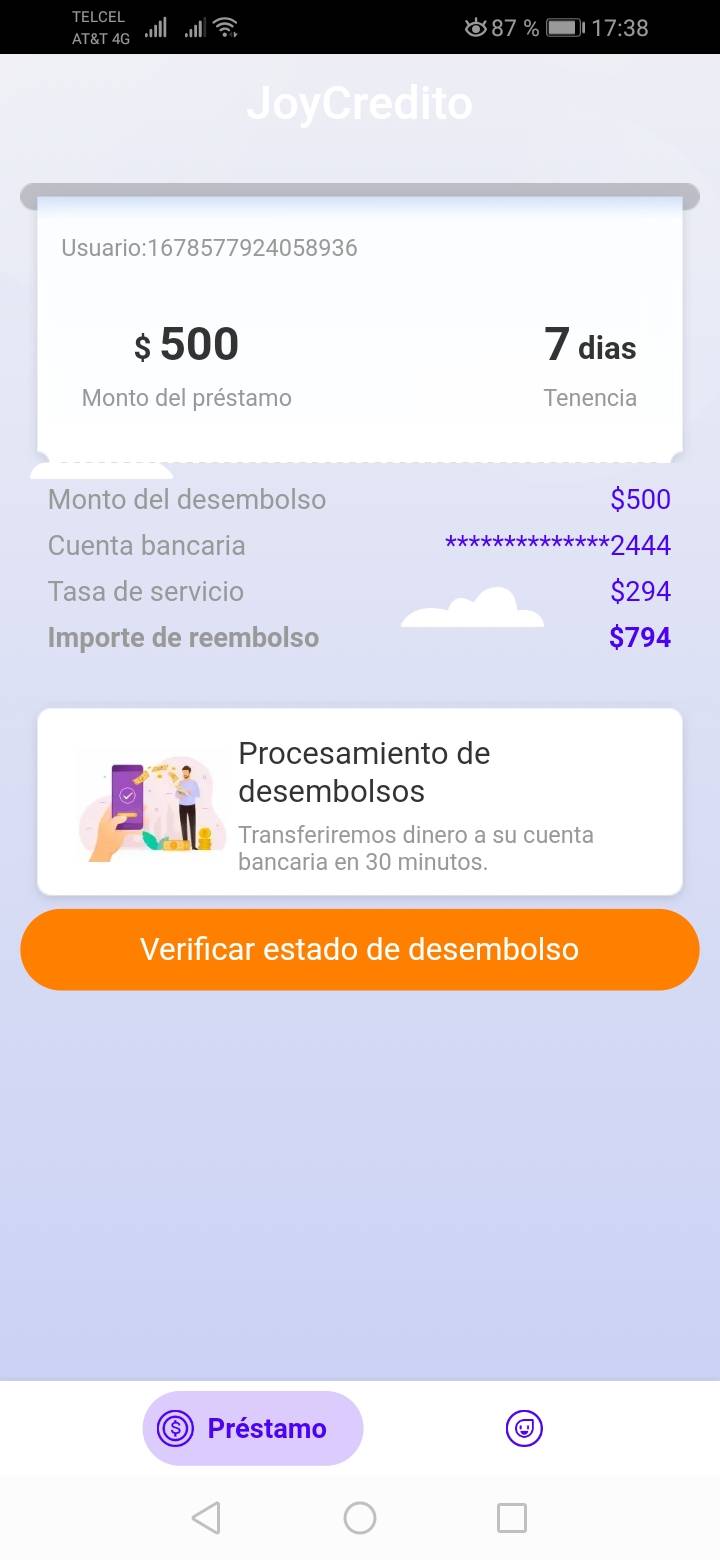 TELCEL
AT&T 4G
87 % 17:38
JoyCredito
Usuario:1678577924058936
$ 500
7 dias
Monto del préstamo
Tenencia
Monto del desembolso $500
Cuenta bancaria **************2444
Tasa de servicio $294
Importe de reembolso $794
Procesamiento de
desembolsos
Transferiremos dinero a su cuenta
bancaria en 30 minutos.
Verificar estado de desembolso
Préstamo